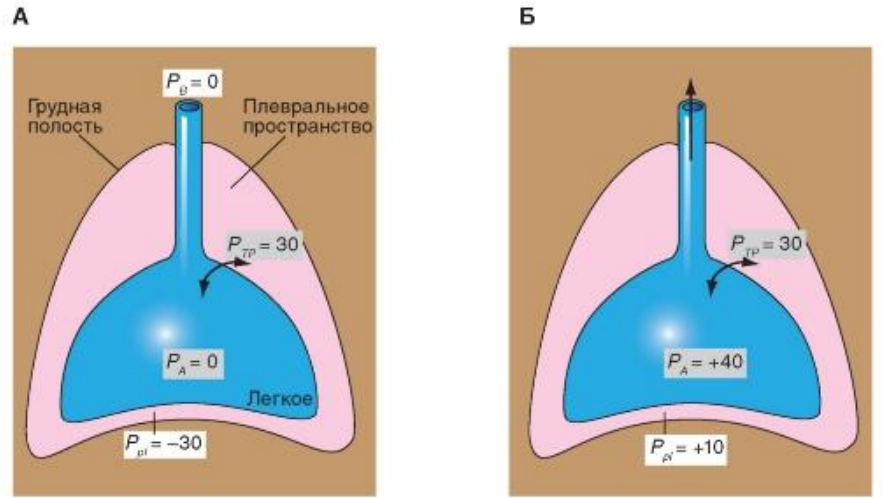 А
Б
P_B = 0
Грудная
полость
Плевральное
пространство
P_TP = 30
P_A = 0
Легкое
P_pl = –30
P_TP = 30
P_A = +40
P_pl = +10